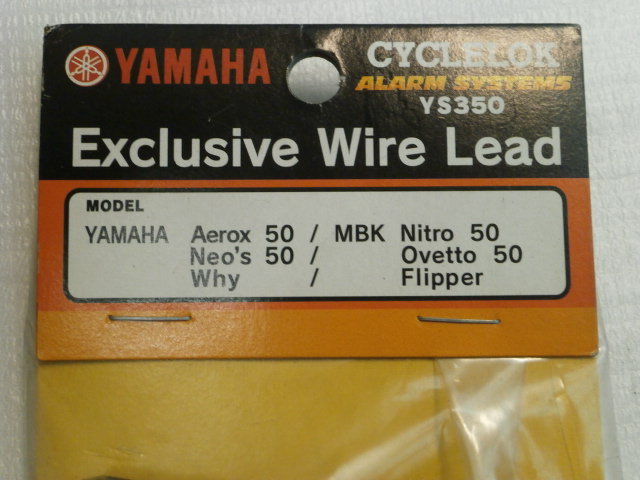 YAMAHA CYCLELOK
ALARM SYSTEMS
YS350
Exclusive Wire Lead
MODEL
YAMAHA Aerox 50 / MBK Nitro 50
Neo's 50 / Ovetto 50
Why / Flipper